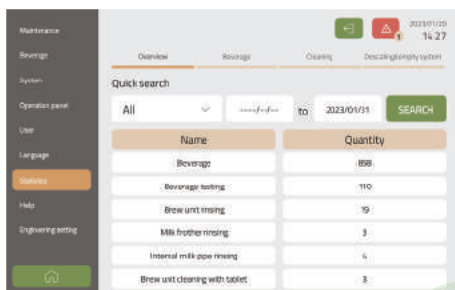 Maintenance
Beverge
System
Operation panel
User
Language
Statistics
Help
Engineering setting
1
2023/01/20
14:27
Overview
Beverage
Cleaning
Descaling/empty system
Quick search
All
----/--/--
to
2023/01/31
SEARCH
Name
Quantity
Beverage
898
Beverage testing
110
Brew unit rinsing
19
Milk frother rinsing
3
Internal milk pipe rinsing
4
Brew unit cleaning with tablet
3